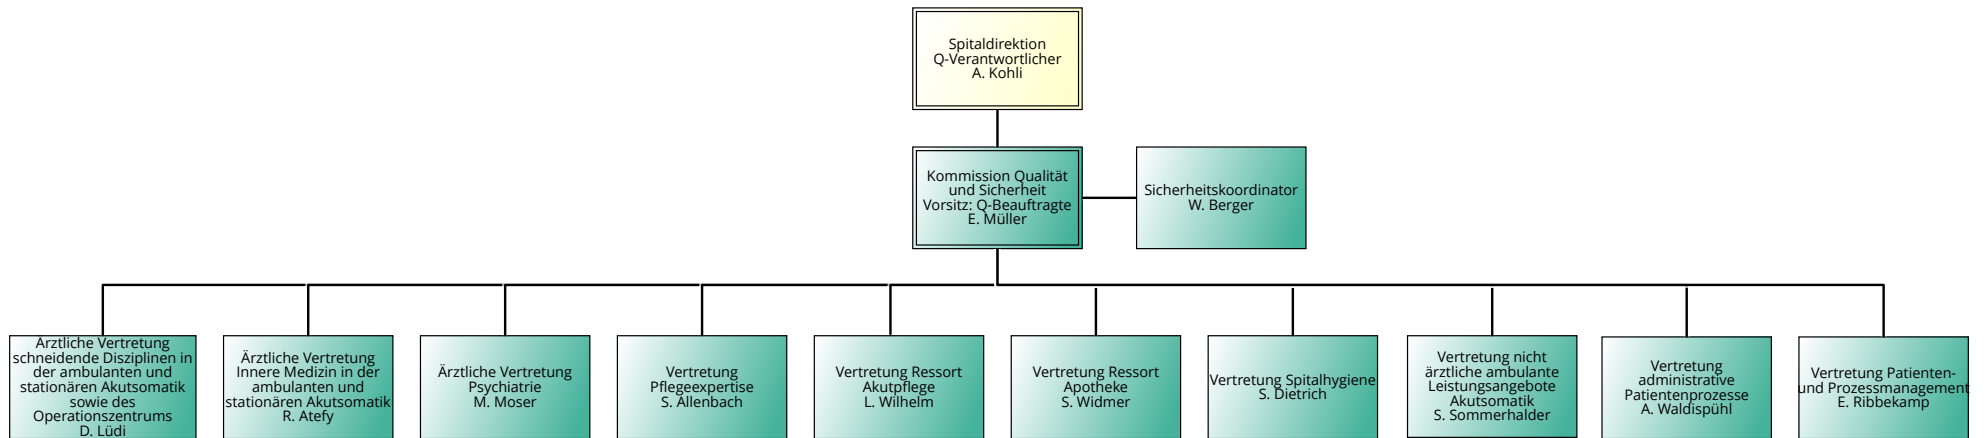 Spitaldirektion
Q-Verantwortlicher
A. Kohli
Kommission Qualität
und Sicherheit
Vorsitz: Q-Beauftragte
E. Müller
Sicherheitskoordinator
W. Berger
Ärztliche Vertretung
schneidende Disziplinen in
der ambulanten und
stationären Akutsomatik
sowie des
Operationszentrums
D. Lüdi
Ärztliche Vertretung
Innere Medizin in der
ambulanten und
stationären Akutsomatik
R. Atefy
Ärztliche Vertretung
Psychiatrie
M. Moser
Vertretung
Pflegeexpertise
S. Allenbach
Vertretung Ressort
Akutpflege
L. Wilhelm
Vertretung Ressort
Apotheke
S. Widmer
Vertretung Spitalhygiene
S. Dietrich
Vertretung nicht
ärztliche ambulante
Leistungsangebote
Akutsomatik
S. Sommerhalder
Vertretung
administrative
Patientenprozesse
A. Waldispühl
Vertretung Patienten-
und Prozessmanagement
E. Ribbekamp